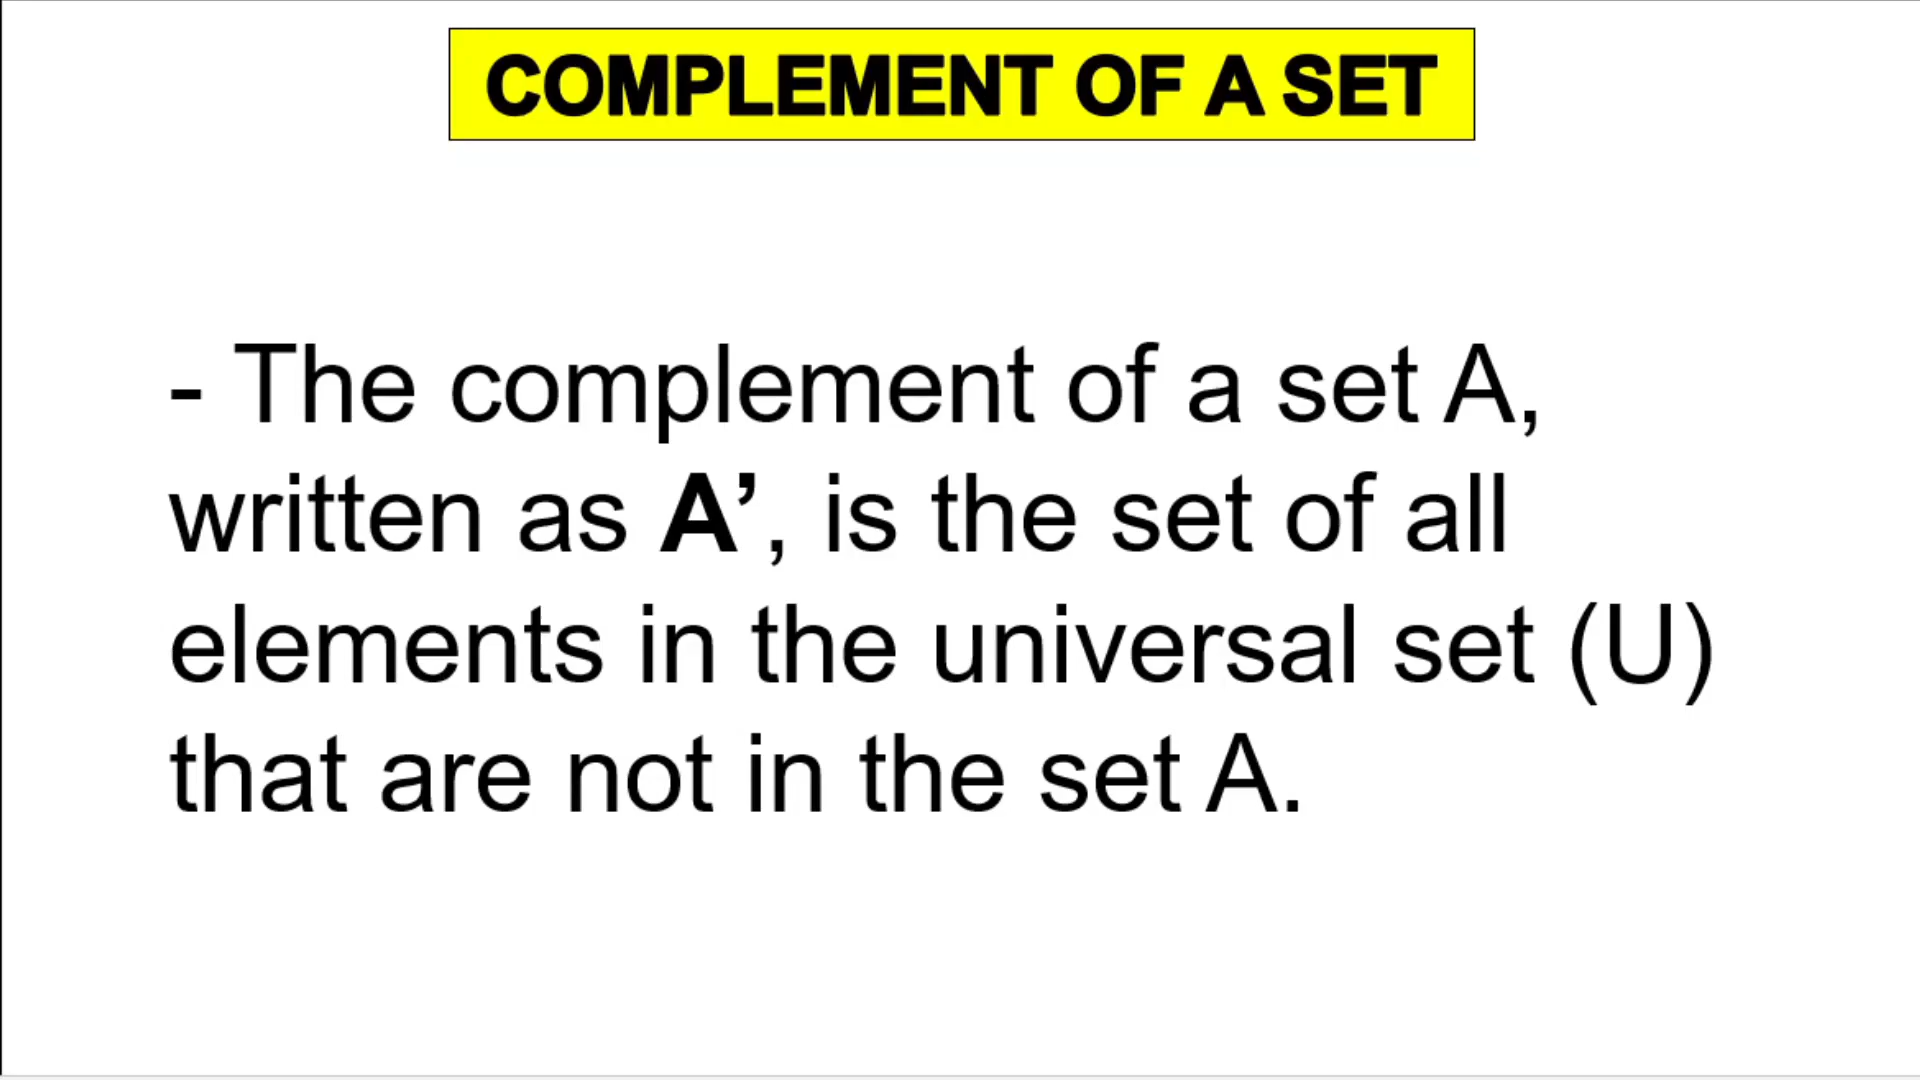 COMPLEMENT OF A SET
- The complement of a set A,
written as A’, is the set of all
elements in the universal set (U)
that are not in the set A.